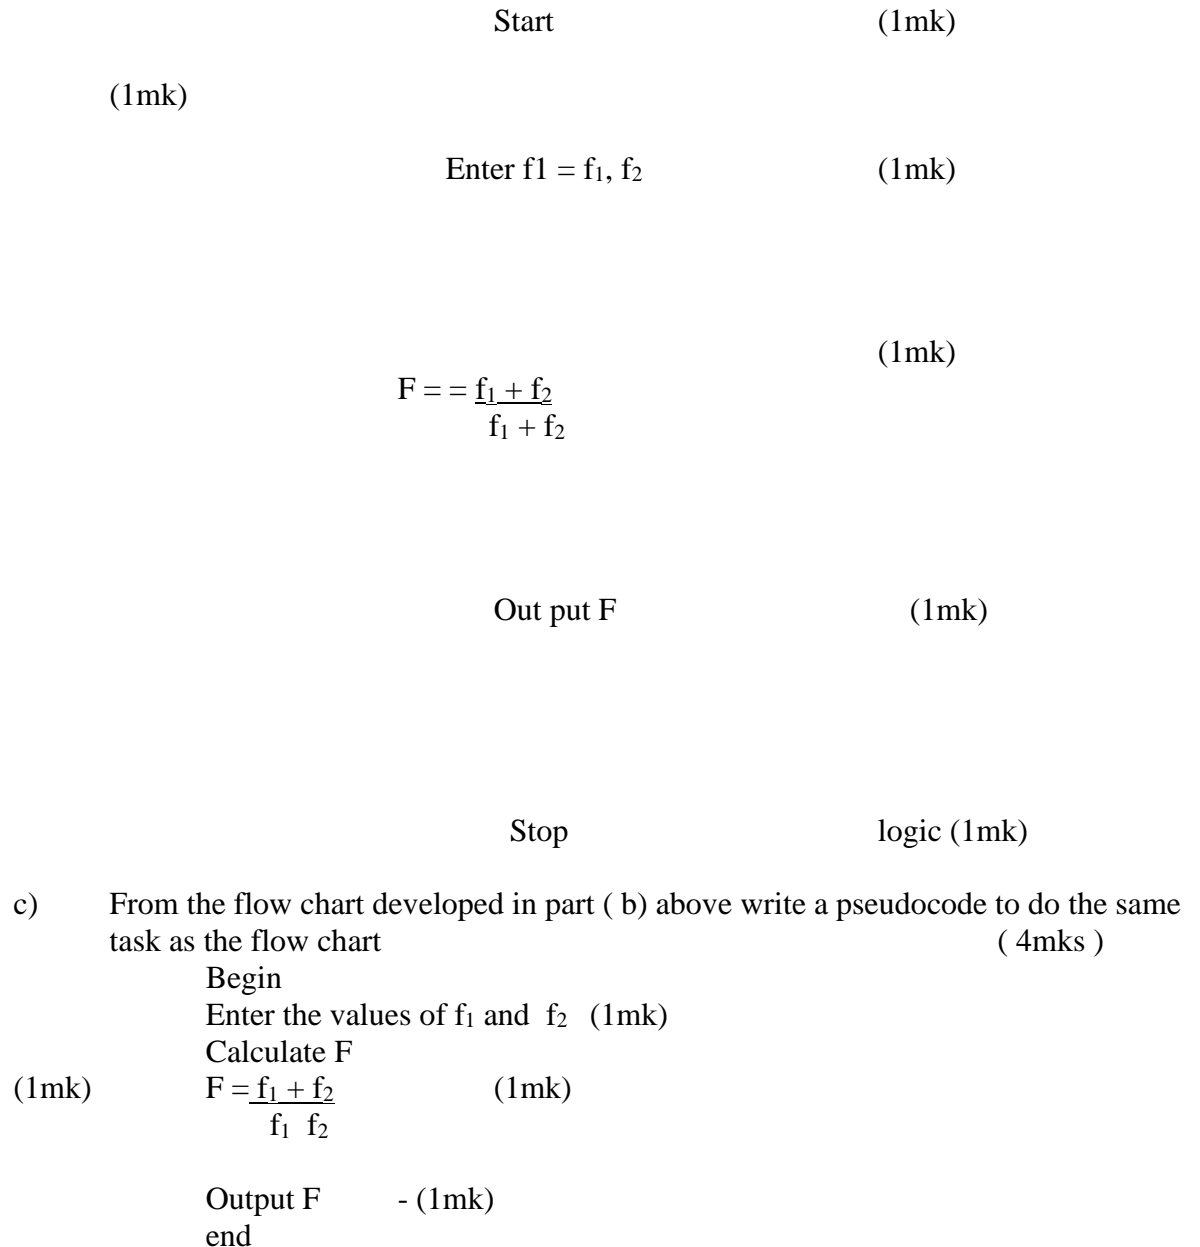 Start (1mk)
(1mk)
Enter f1 = f₁, f₂ (1mk)
(1mk)
F = = f₁ + f₂
f₁ + f₂
Out put F (1mk)
Stop logic (1mk)
c) From the flow chart developed in part ( b) above write a pseudocode to do the same
task as the flow chart ( 4mks )
Begin
Enter the values of f₁ and f₂ (1mk)
Calculate F
(1mk) F = f₁ + f₂ (1mk)
f₁ f₂
Output F - (1mk)
end